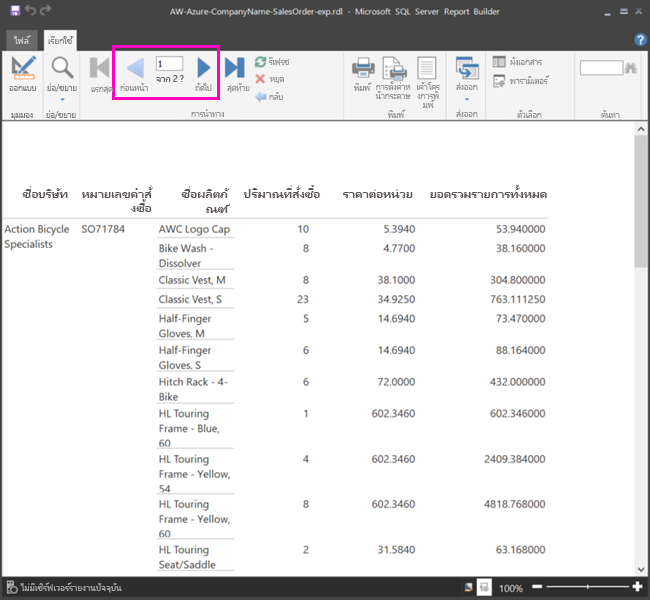 AW-Azure-CompanyName-SalesOrder-exp.rdl - Microsoft SQL Server Report Builder
ไฟล์ เรียกใช้
ออกแบบ
มุมมอง
ย่อ/ขยาย
ย่อ/ขยาย
แรกสุด
ก่อนหน้า
1
จาก 2 ?
ถัดไป
สุดท้าย
รีเฟรช
หยุด
กลับ
การนำทาง
พิมพ์
การตั้งค่าห
น้ากระดาษ
เค้าโคร
งการพิ
มพ์
พิมพ์
ส่งออก
ส่งออก
ผังเอกสาร
พารามิเตอร์
ตัวเลือก
ค้นหา
ชื่อบริษัท หมายเลขคำสั่ ชื่อผลิตภั ปริมาณที่สั่งซื้อ ราคาต่อหน่วย ยอดรวมรายการทั้งหมด
งซื้อ ณฑ์
Action Bicycle SO71784 AWC Logo Cap 10 5.3940 53.940000
Specialists Bike Wash - 8 4.7700 38.160000
Dissolver
Classic Vest, M 8 38.1000 304.800000
Classic Vest, S 23 34.9250 763.111250
Half-Finger 5 14.6940 73.470000
Gloves, M
Half-Finger 6 14.6940 88.164000
Gloves, S
Hitch Rack - 4- 6 72.0000 432.000000
Bike
HL Touring 1 602.3460 602.346000
Frame - Blue,
60
HL Touring 4 602.3460 2409.384000
Frame - Yellow,
54
HL Touring 8 602.3460 4818.768000
Frame - Yellow,
60
HL Touring 2 31.5840 63.168000
Seat/Saddle
ไม่มีเซิร์ฟเวอร์รายงานปัจจุบัน 100%